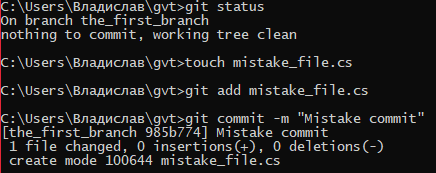 C:\Users\Владислав\gvt>git status
On branch the_first_branch
nothing to commit, working tree clean
C:\Users\Владислав\gvt>touch mistake_file.cs
C:\Users\Владислав\gvt>git add mistake_file.cs
C:\Users\Владислав\gvt>git commit -m "Mistake commit"
[the_first_branch 985b774] Mistake commit
1 file changed, 0 insertions(+), 0 deletions(-)
create mode 100644 mistake_file.cs